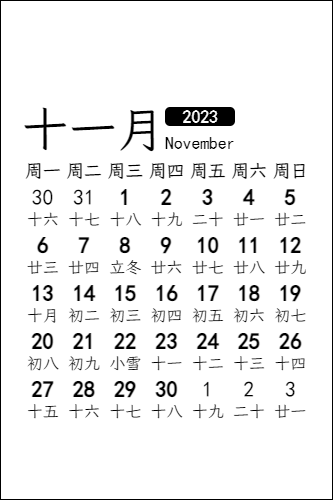 十一月 2023
November
周一 周二 周三 周四 周五 周六 周日
30 31 1 2 3 4 5
十六 十七 十八 十九 二十 廿一 廿二
6 7 8 9 10 11 12
廿三 廿四 立冬 廿六 廿七 廿八 廿九
13 14 15 16 17 18 19
十月 初二 初三 初四 初五 初六 初七
20 21 22 23 24 25 26
初八 初九 小雪 十一 十二 十三 十四
27 28 29 30 1 2 3
十五 十六 十七 十八 十九 二十 廿一